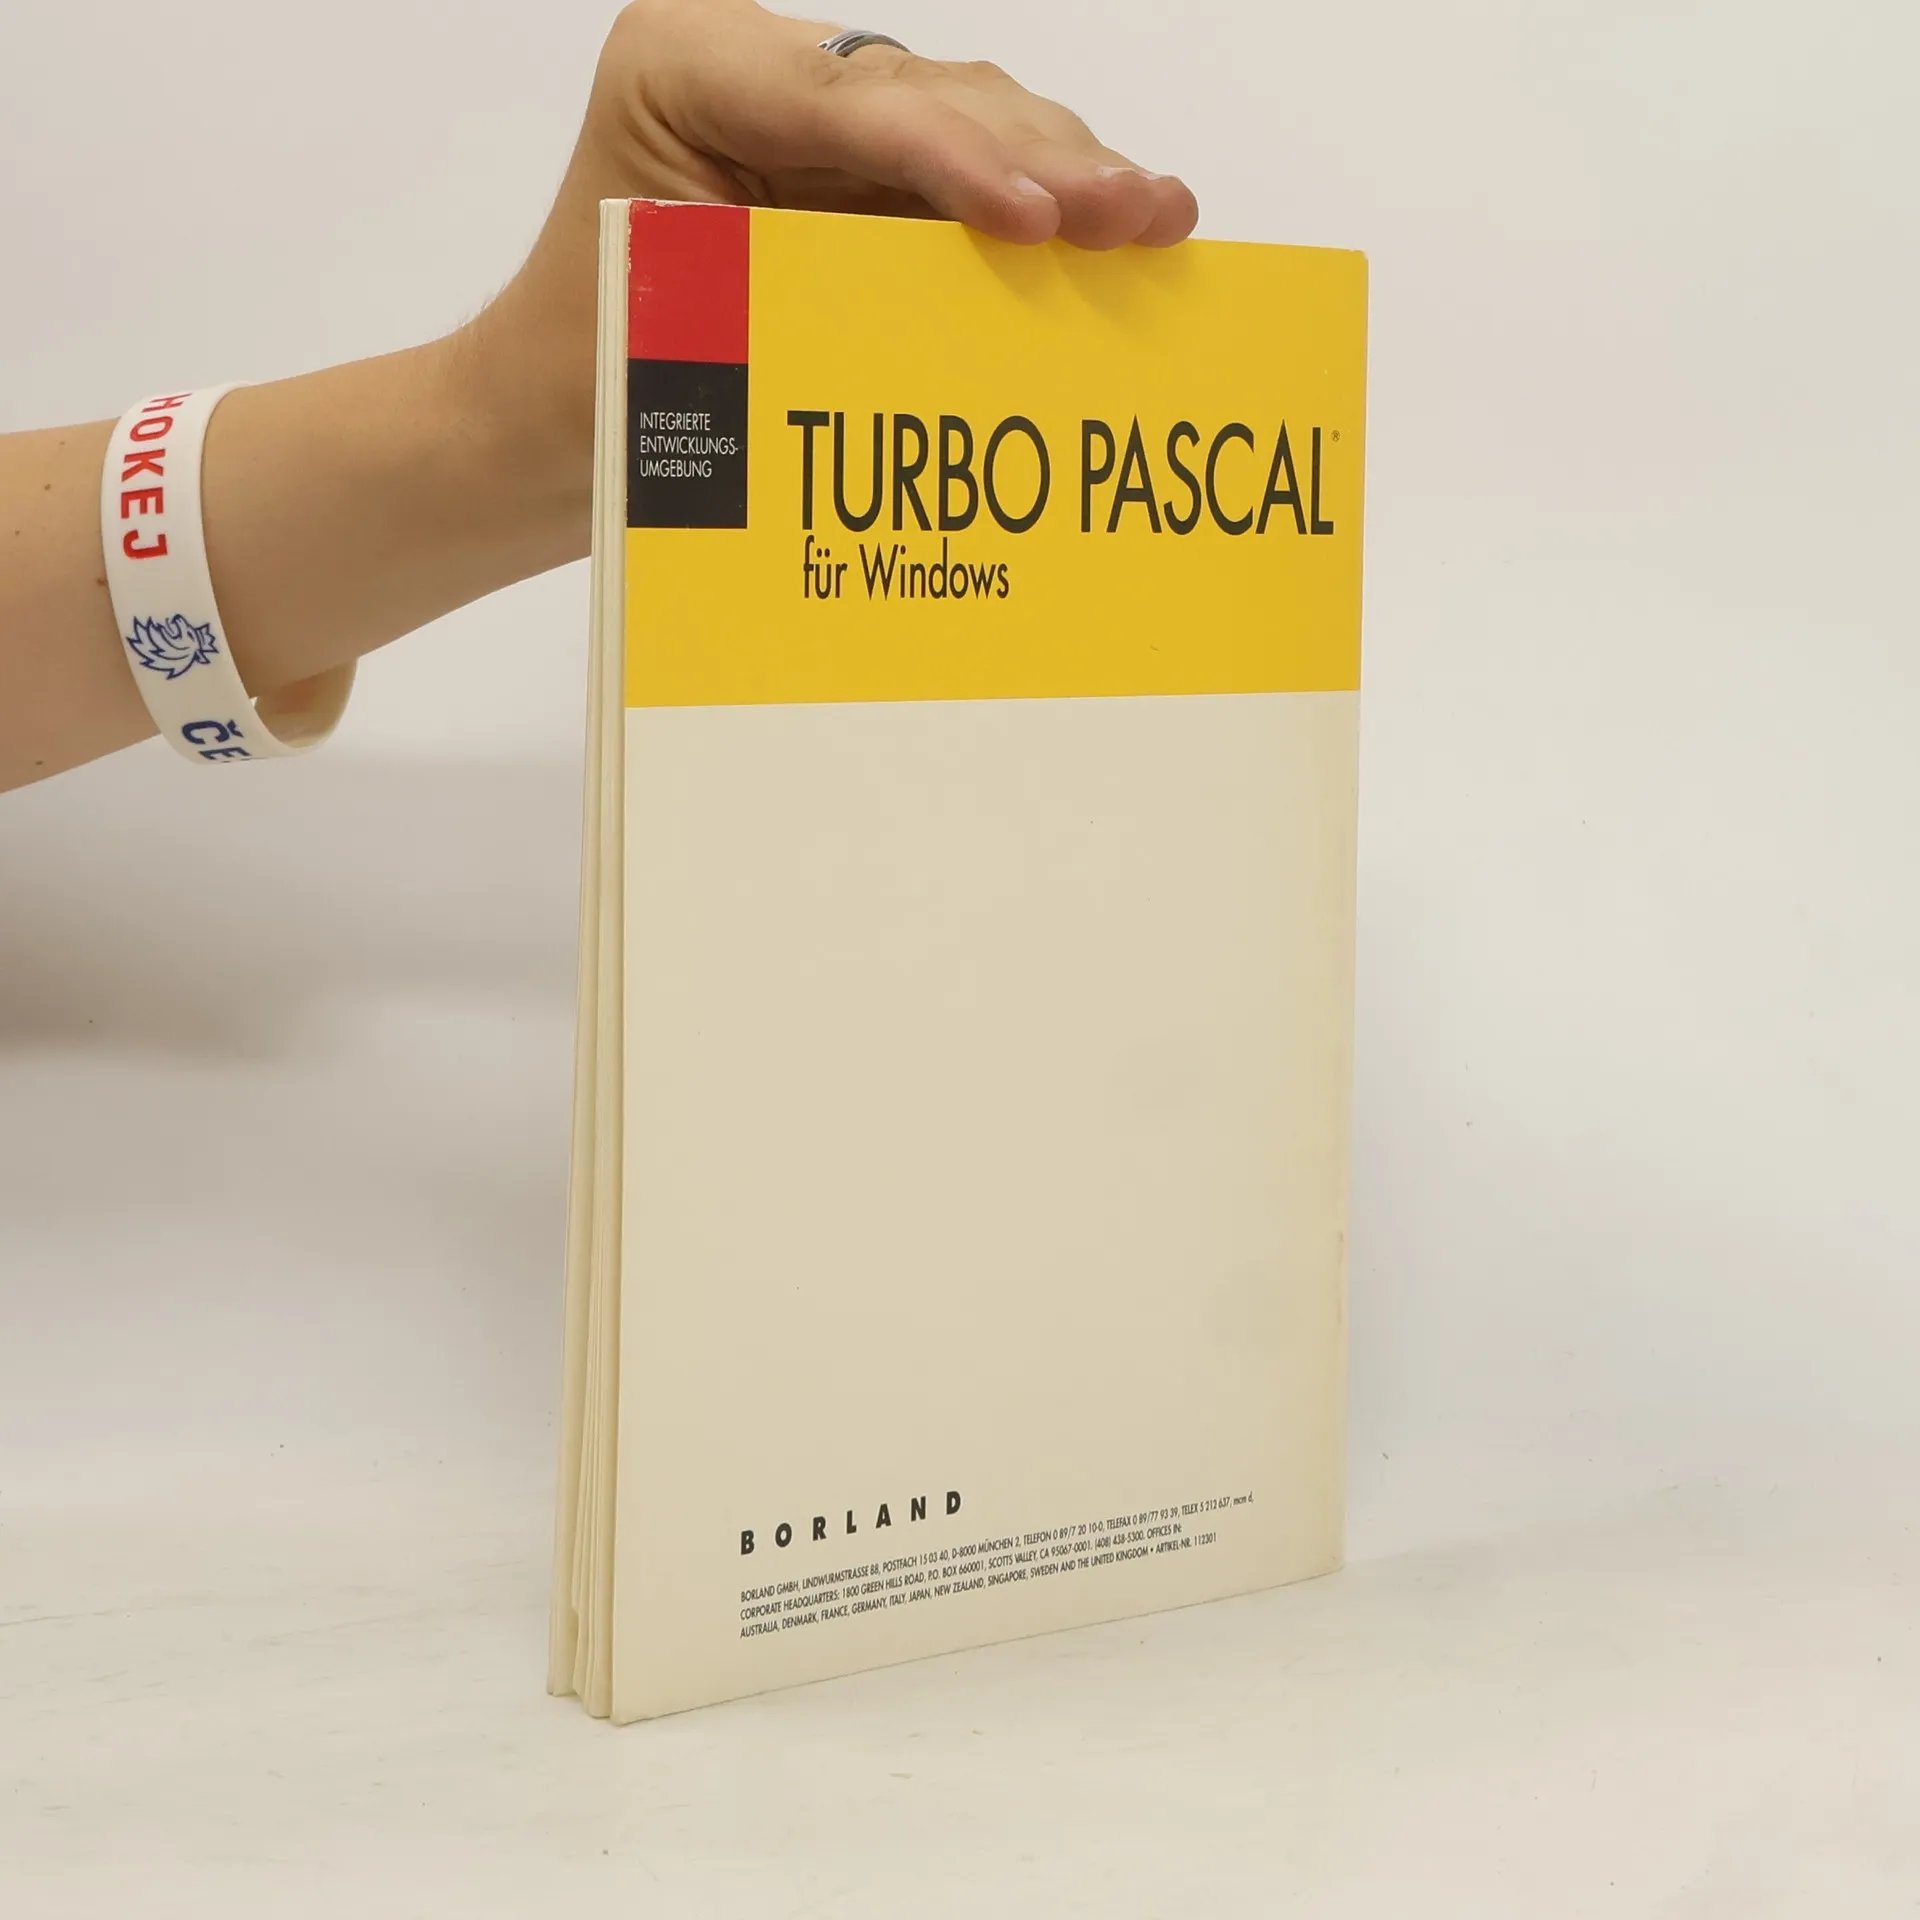 HOKEJ
ČE
INTEGRIERTE
ENTWICKLUNGS-
UMGEBUNG
TURBO PASCAL®
für Windows
BORLAND
BORLAND GMBH, LINDWURMSTRASSE 88, POSTFACH 15 03 40, D-8000 MÜNCHEN 2, TELEFON 0 89/7 20 10-0, TELEFAX 0 89/77 93 39, TELEX 5 212 637, mcm d,
CORPORATE HEADQUARTERS: 1800 GREEN HILLS ROAD, P.O. BOX 660001, SCOTTS VALLEY, CA 95067-0001. (408) 438-5300. OFFICES IN:
AUSTRALIA, DENMARK, FRANCE, GERMANY, ITALY, JAPAN, NEW ZEALAND, SINGAPORE, SWEDEN AND THE UNITED KINGDOM • ARTIKEL-NR. 112301